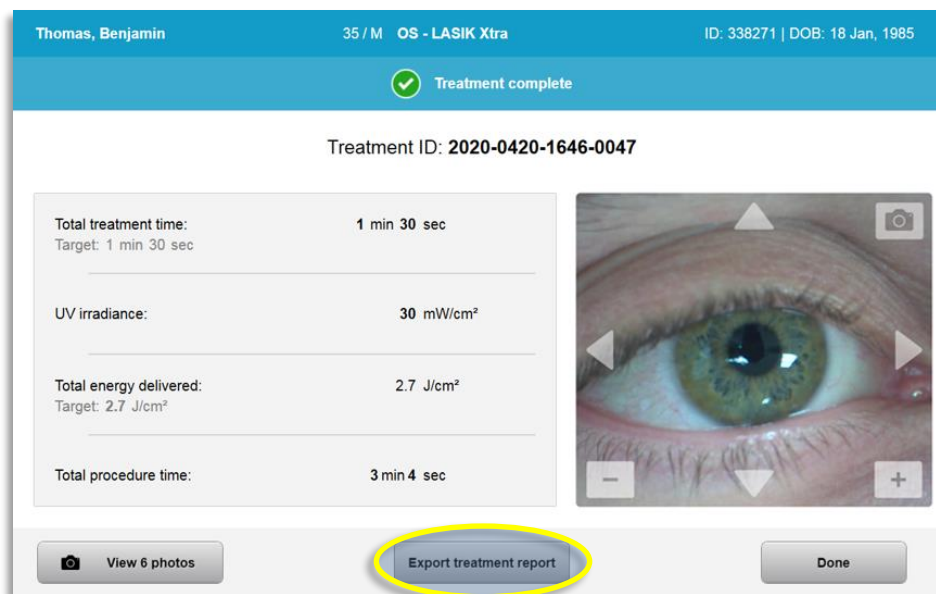 Thomas, Benjamin 35 / M OS - LASIK Xtra ID: 338271 | DOB: 18 Jan, 1985
Treatment complete
Treatment ID: 2020-0420-1646-0047
Total treatment time: 1 min 30 sec
Target: 1 min 30 sec
UV irradiance: 30 mW/cm²
Total energy delivered: 2.7 J/cm²
Target: 2.7 J/cm²
Total procedure time: 3 min 4 sec
View 6 photos Export treatment report Done